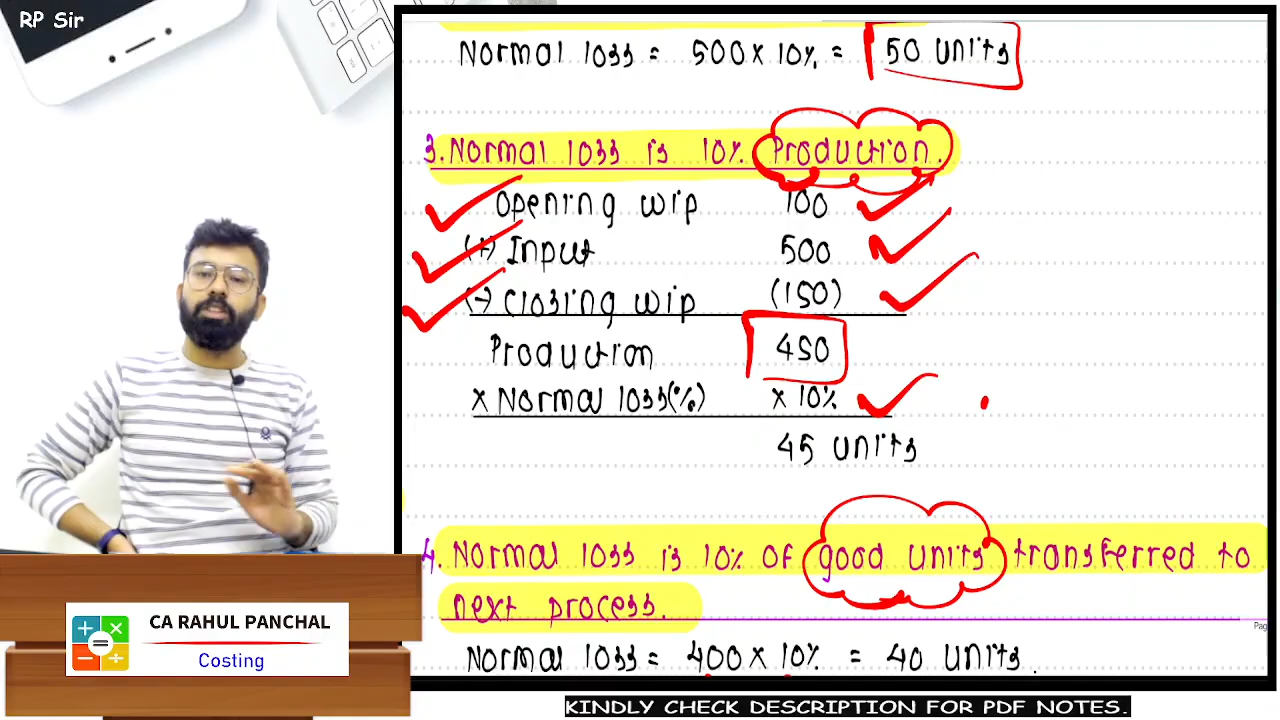 RP Sir
Normal loss = 500 x 10% = 50 units
3. Normal loss is 10% Production.
Opening wip 100
(+) Input 500
(-) Closing wip (150)
Production 450
x Normal loss(%) x 10%
45 units
4. Normal loss is 10% of good units transferred to
next process.
Normal loss = 400 x 10% = 40 units.
Pag
CA RAHUL PANCHAL
Costing
KINDLY CHECK DESCRIPTION FOR PDF NOTES.